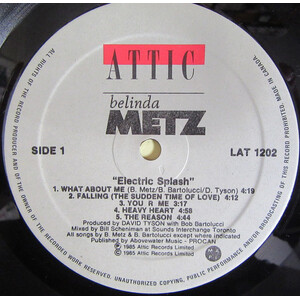 ATTIC
belinda
METZ
SIDE 1
LAT 1202
"Electric Splash"
1. WHAT ABOUT ME (B. Metz/B. Bartolucci/D. Tyson) 4:19
2. FALLING (THE SUDDEN TIME OF LOVE) 4:12
3. YOU R ME 3:17
4. HEAVY HEART 4:58
5. THE REASON 4:44
Produced by DAVID TYSON with Bob Bartolucci
Mixed by Bill Scheniman at Sounds Interchange Toronto
All songs by B. Metz & B. Bartolucci except where indicated
Published by Abovewater Music - PROCAN
℗ 1985 Attic Records Limited
© 1985 Attic Records Limited
ALL RIGHTS OF THE RECORD PRODUCER AND OF THE OWNER OF THE RECORDED WORK RESERVED. UNAUTHORIZED COPYING, PUBLIC PERFORMANCE AND/OR BROADCASTING OF THIS RECORD PROHIBITED. MADE IN CANADA.